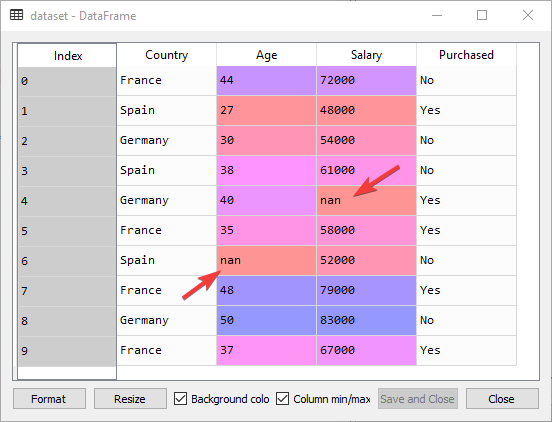 dataset - DataFrame
Index Country Age Salary Purchased
0 France 44 72000 No
1 Spain 27 48000 Yes
2 Germany 30 54000 No
3 Spain 38 61000 No
4 Germany 40 nan Yes
5 France 35 58000 Yes
6 Spain nan 52000 No
7 France 48 79000 Yes
8 Germany 50 83000 No
9 France 37 67000 Yes
Format Resize Background colo Column min/max Save and Close Close